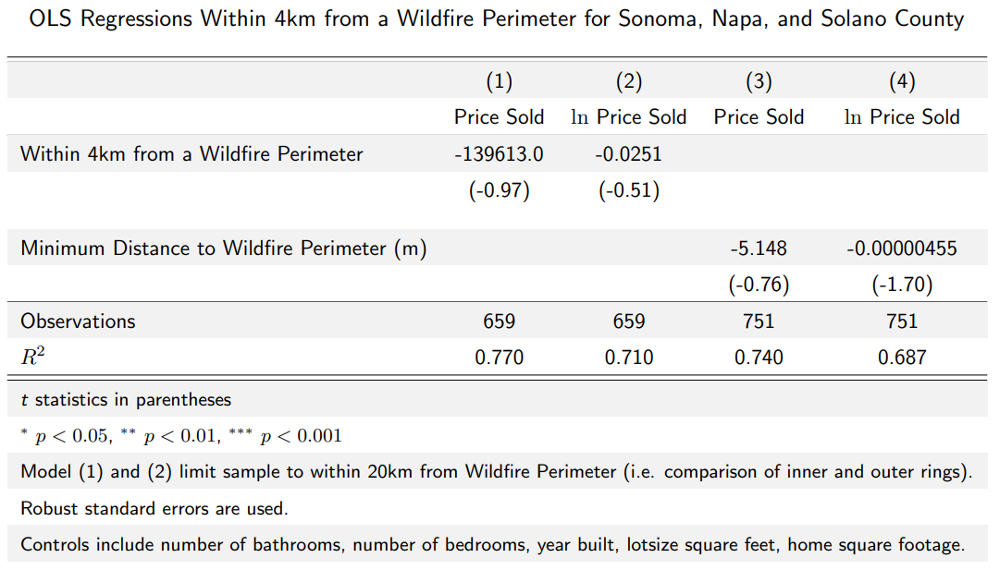 OLS Regressions Within 4km from a Wildfire Perimeter for Sonoma, Napa, and Solano County
(1) (2) (3) (4)
Price Sold ln Price Sold Price Sold ln Price Sold
Within 4km from a Wildfire Perimeter -139613.0 -0.0251
(-0.97) (-0.51)
Minimum Distance to Wildfire Perimeter (m) -5.148 -0.00000455
(-0.76) (-1.70)
Observations 659 659 751 751
R² 0.770 0.710 0.740 0.687
t statistics in parentheses
* p < 0.05, ** p < 0.01, *** p < 0.001
Model (1) and (2) limit sample to within 20km from Wildfire Perimeter (i.e. comparison of inner and outer rings).
Robust standard errors are used.
Controls include number of bathrooms, number of bedrooms, year built, lotsize square feet, home square footage.